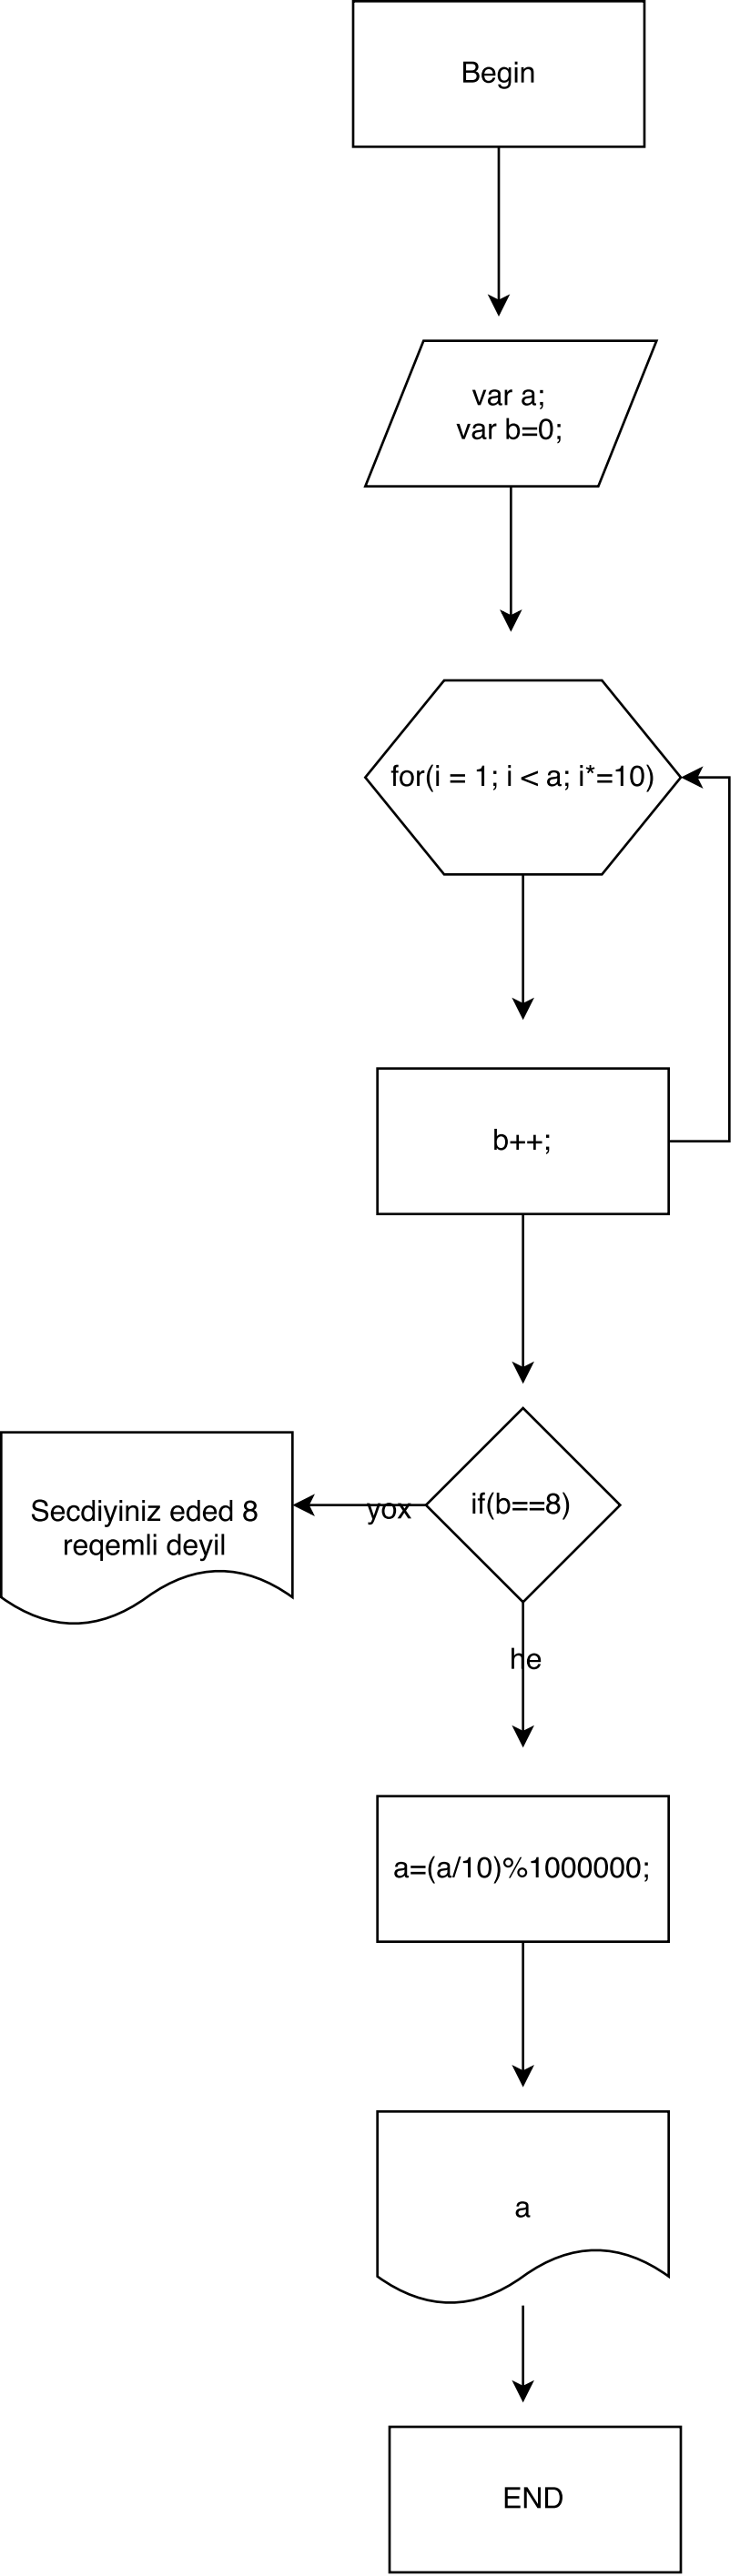 Begin
var a;
var b=0;
for(i = 1; i < a; i*=10)
b++;
if(b==8)
yox
Secdiyiniz eded 8
reqemli deyil
he
a=(a/10)%1000000;
a
END